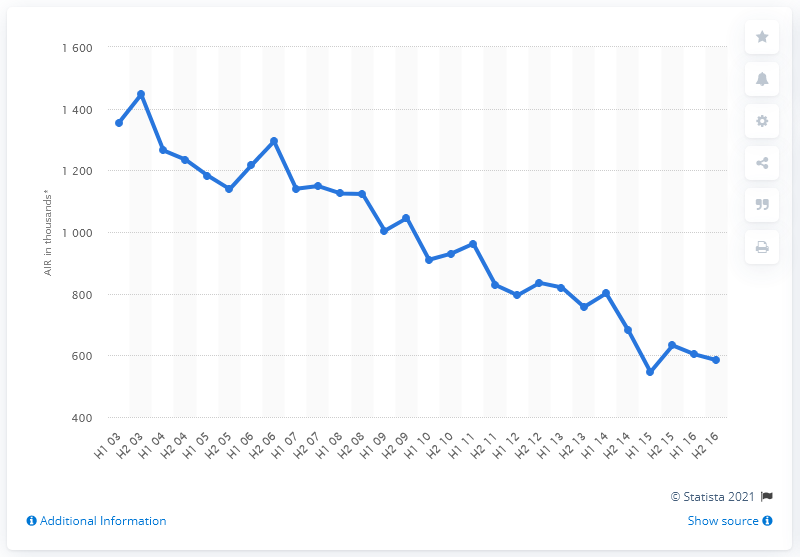 1 600
1 400
1 200
1 000
800
600
400
AIR in thousands*
H1 03
H2 03
H1 04
H2 04
H1 05
H2 05
H1 06
H2 06
H1 07
H2 07
H1 08
H2 08
H1 09
H2 09
H1 10
H2 10
H1 11
H2 11
H1 12
H2 12
H1 13
H2 13
H1 14
H2 14
H1 15
H2 15
H1 16
H2 16
© Statista 2021
Additional Information
Show source